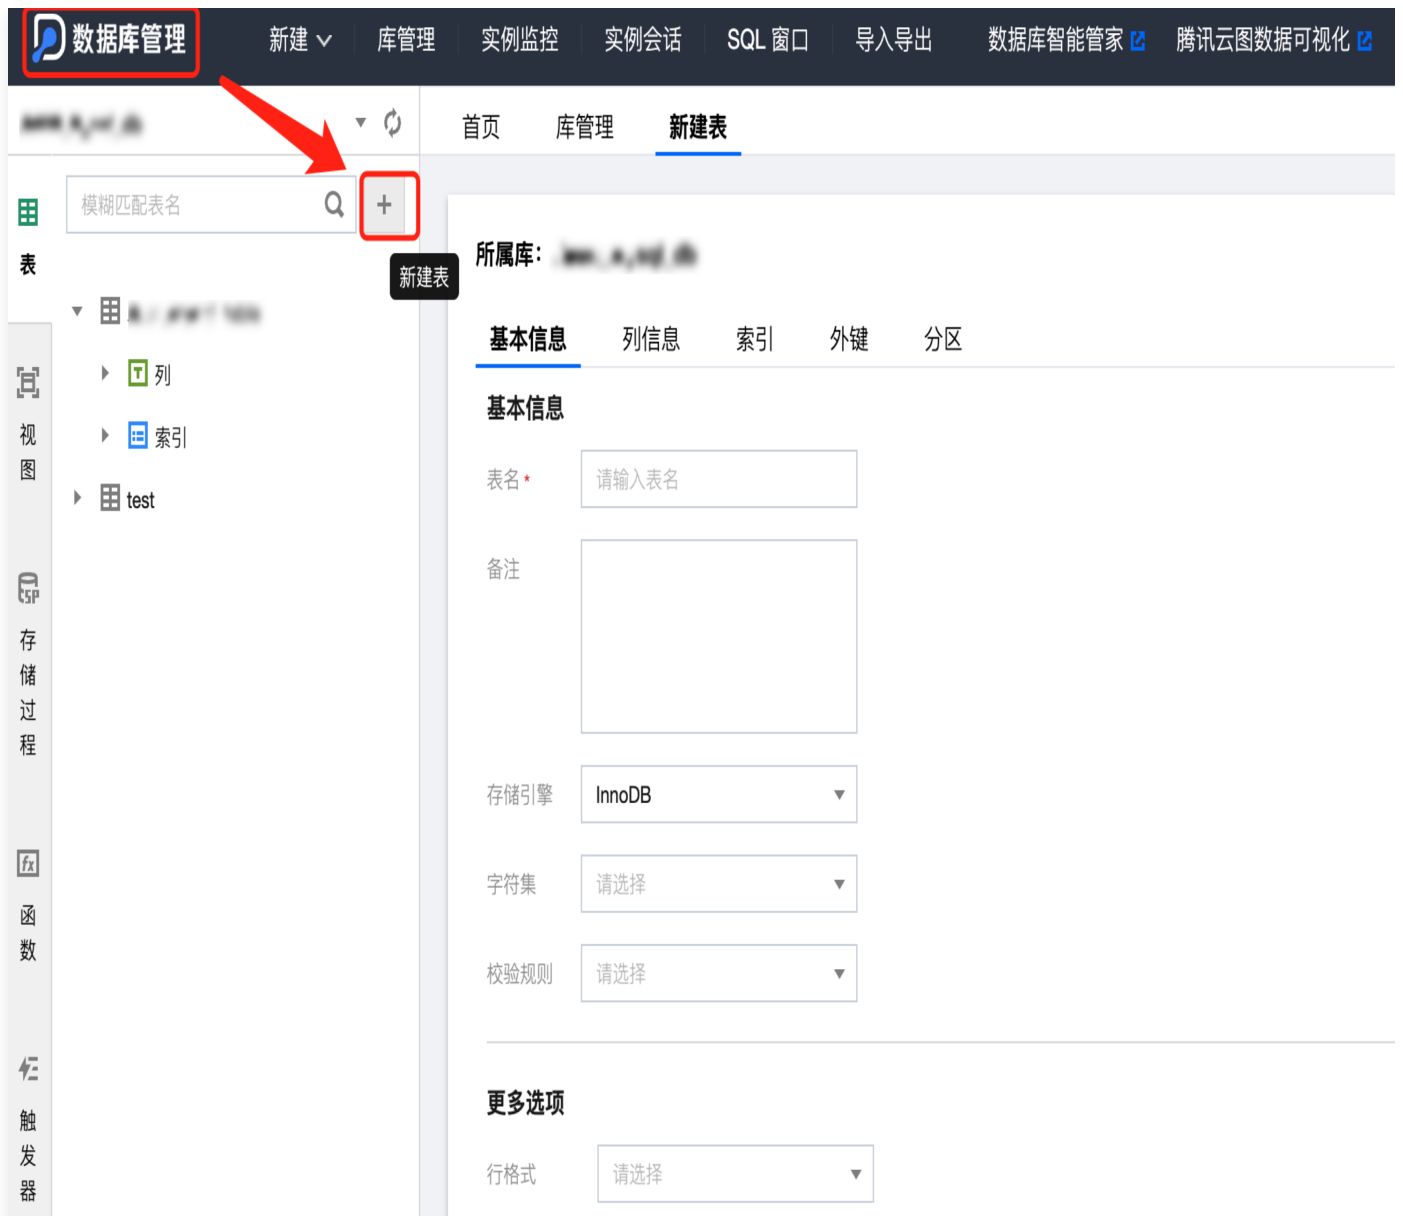 数据库管理
新建
库管理
实例监控
实例会话
SQL 窗口
导入导出
数据库智能管家
腾讯云图数据可视化
首页
库管理
新建表
模糊匹配表名
+
新建表
表
视图
ESP
存储过程
fx
函数
触发器
T 列
索引
test
所属库：
基本信息
列信息
索引
外键
分区
基本信息
表名 *
请输入表名
备注
存储引擎
InnoDB
字符集
请选择
校验规则
请选择
更多选项
行格式
请选择